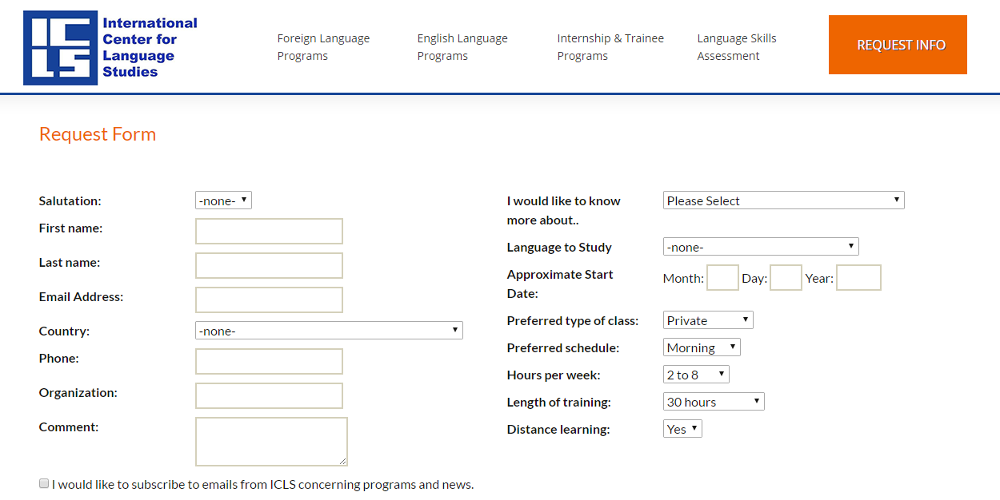 ICLS
International
Center for
Language
Studies
Foreign Language
Programs
English Language
Programs
Internship & Trainee
Programs
Language Skills
Assessment
REQUEST INFO
Request Form
Salutation: -none-
First name:
Last name:
Email Address:
Country: -none-
Phone:
Organization:
Comment:
I would like to subscribe to emails from ICLS concerning programs and news.
I would like to know Please Select
more about..
Language to Study -none-
Approximate Start Month: Day: Year:
Date:
Preferred type of class: Private
Preferred schedule: Morning
Hours per week: 2 to 8
Length of training: 30 hours
Distance learning: Yes